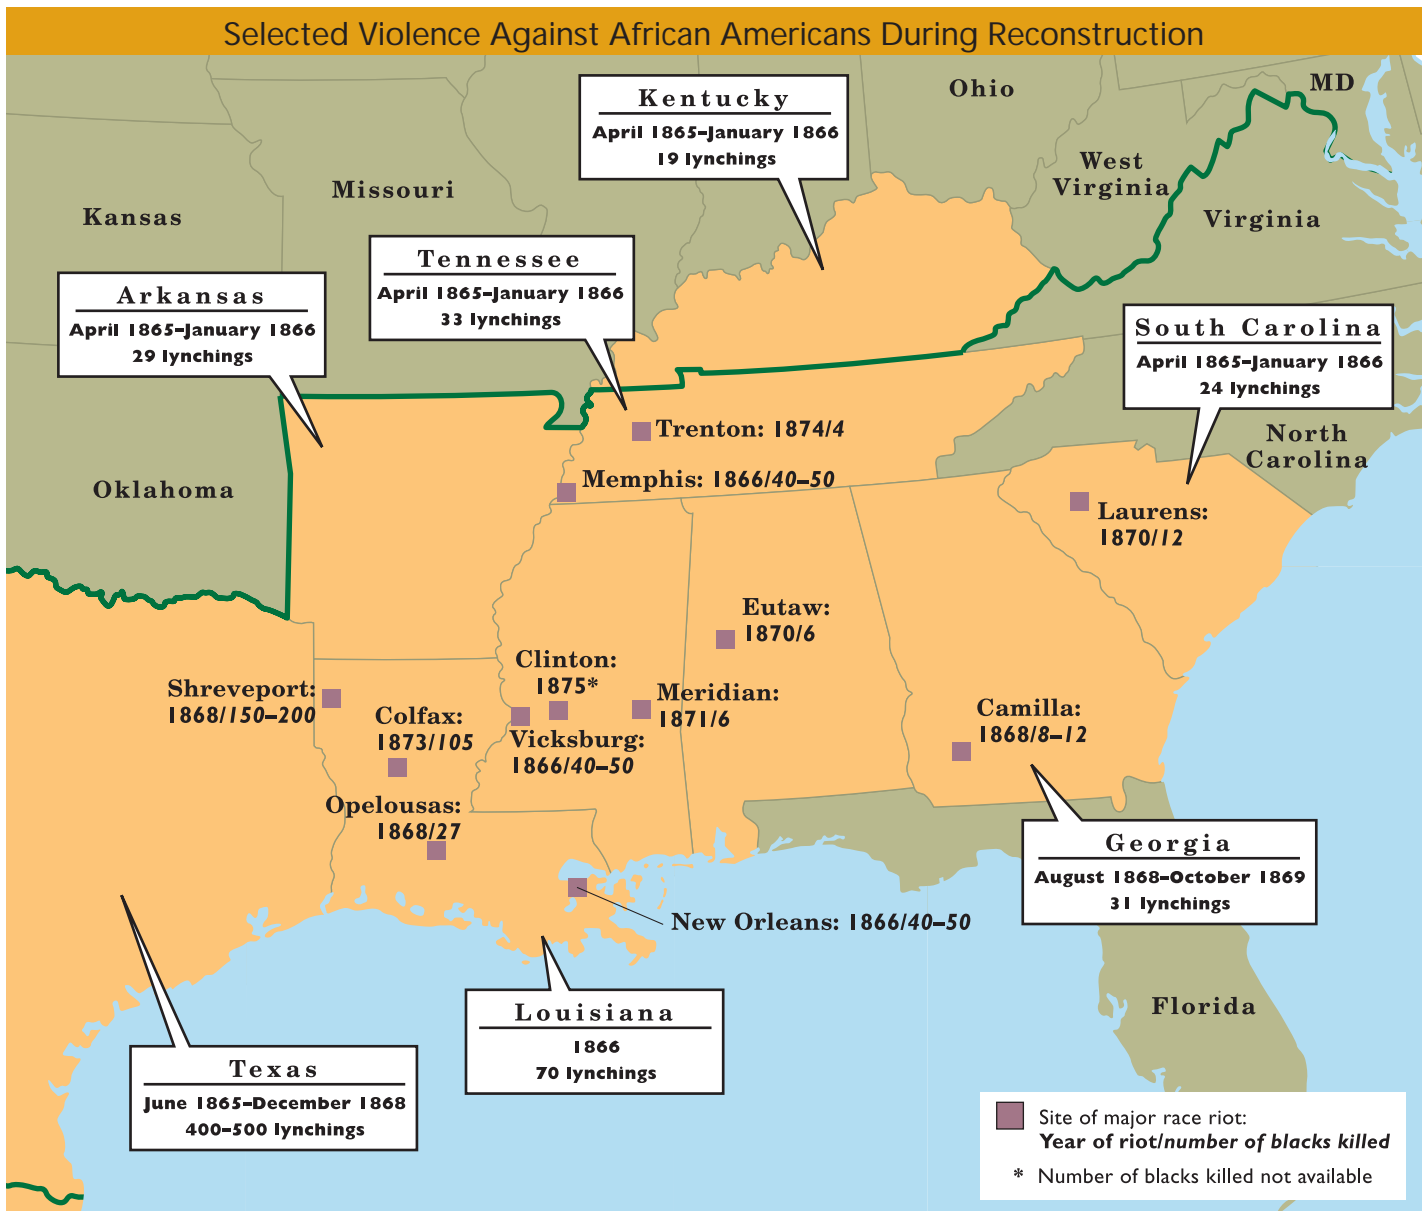 Selected Violence Against African Americans During Reconstruction
Kentucky
April 1865–January 1866
19 lynchings
Ohio
MD
West
Virginia
Virginia
Missouri
Kansas
Tennessee
April 1865–January 1866
33 lynchings
Arkansas
April 1865–January 1866
29 lynchings
South Carolina
April 1865–January 1866
24 lynchings
North
Carolina
Oklahoma
Trenton: 1874/4
Memphis: 1866/40–50
Laurens:
1870/12
Eutaw:
1870/6
Clinton:
1875*
Meridian:
1871/6
Shreveport:
1868/150–200
Colfax:
1873/105
Vicksburg:
1866/40–50
Camilla:
1868/8–12
Opelousas:
1868/27
New Orleans: 1866/40–50
Georgia
August 1868–October 1869
31 lynchings
Florida
Louisiana
1866
70 lynchings
Texas
June 1865–December 1868
400–500 lynchings
Site of major race riot:
Year of riot/number of blacks killed
* Number of blacks killed not available